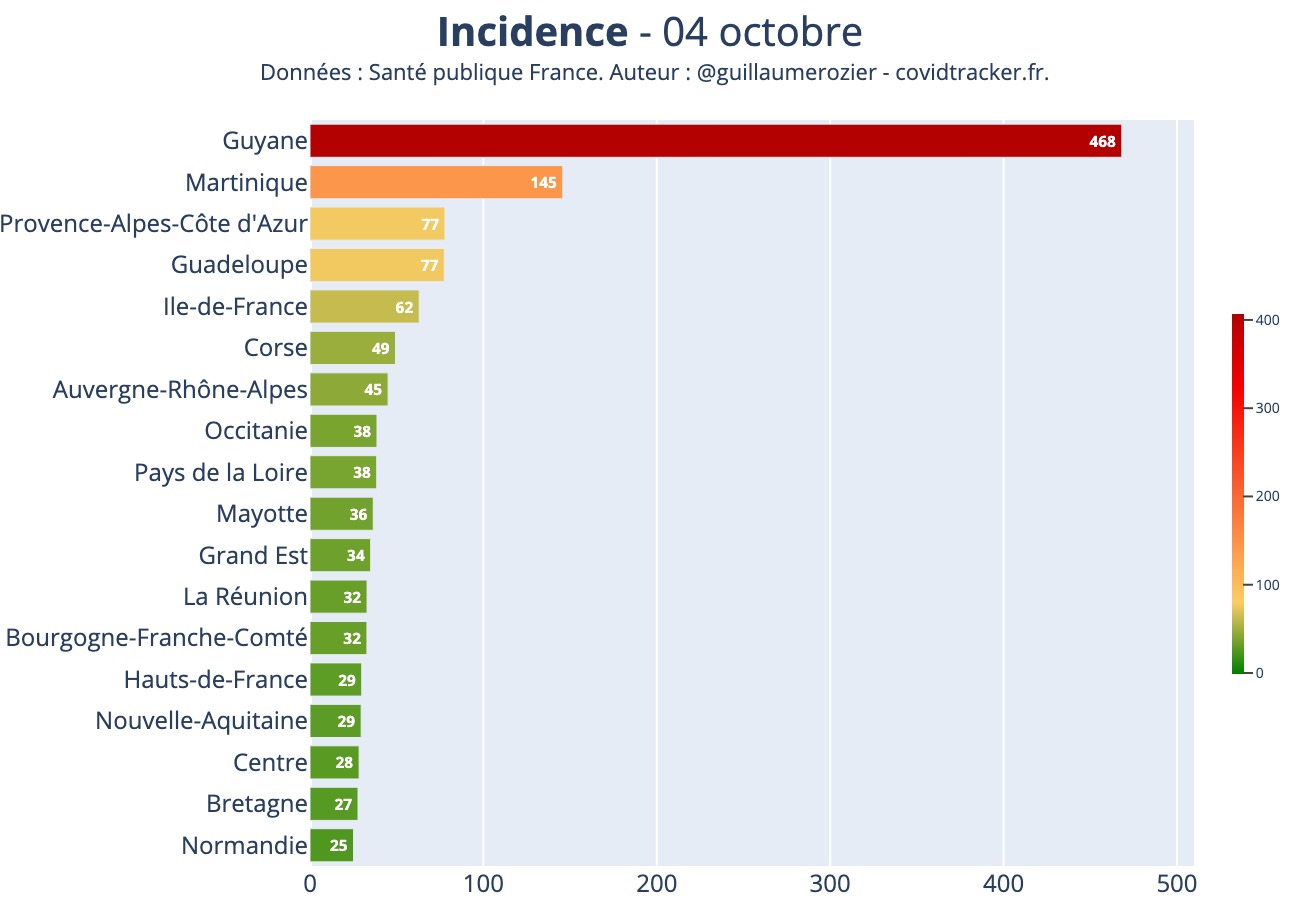 Incidence - 04 octobre
Données : Santé publique France. Auteur : @guillaumerozier - covidtracker.fr.
Guyane 468
Martinique 145
Provence-Alpes-Côte d'Azur 77
Guadeloupe 77
Ile-de-France 62
Corse 49
Auvergne-Rhône-Alpes 45
Occitanie 38
Pays de la Loire 38
Mayotte 36
Grand Est 34
La Réunion 32
Bourgogne-Franche-Comté 32
Hauts-de-France 29
Nouvelle-Aquitaine 29
Centre 28
Bretagne 27
Normandie 25
0 100 200 300 400 500
400
300
200
100
0